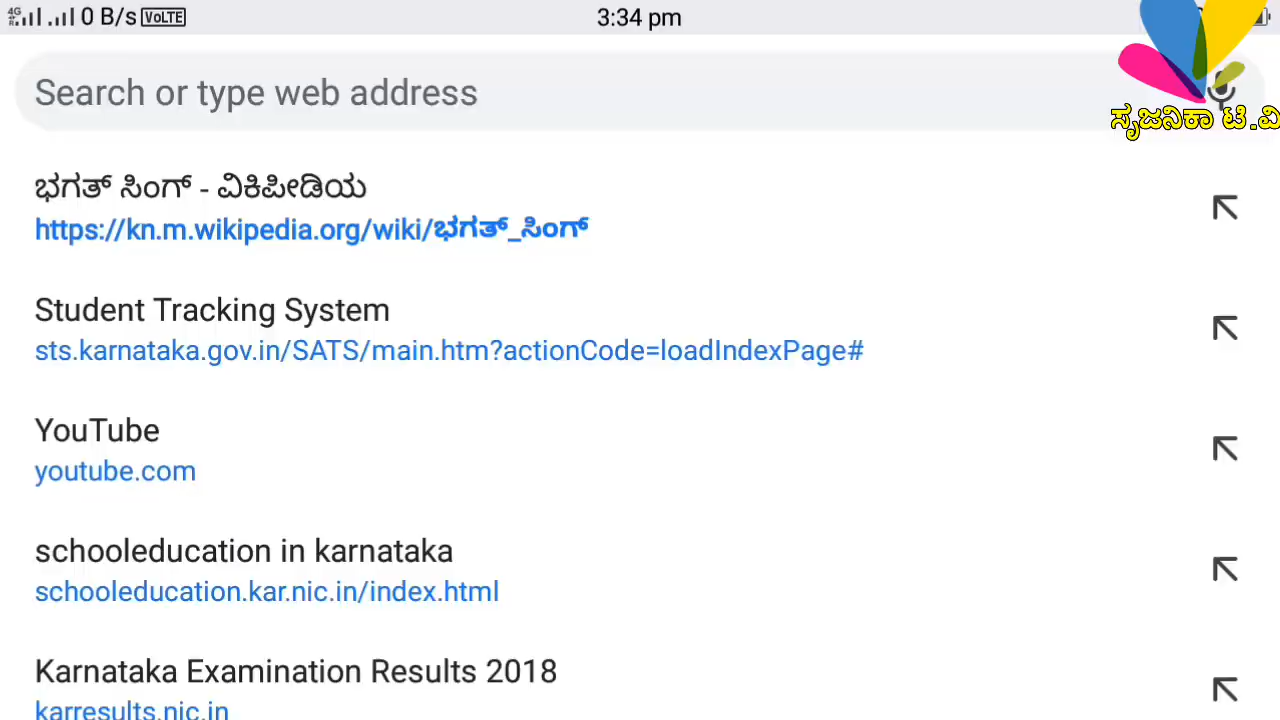 4G R 0 B/s VoLTE 3:34 pm
Search or type web address
ಸೃಜನಿಕಾ ಟಿ.ವಿ
ಭಗತ್ ಸಿಂಗ್ - ವಿಕಿಪೀಡಿಯ
https://kn.m.wikipedia.org/wiki/ಭಗತ್_ಸಿಂಗ್
Student Tracking System
sts.karnataka.gov.in/SATS/main.htm?actionCode=loadIndexPage#
YouTube
youtube.com
schooleducation in karnataka
schooleducation.kar.nic.in/index.html
Karnataka Examination Results 2018
karresults.nic.in